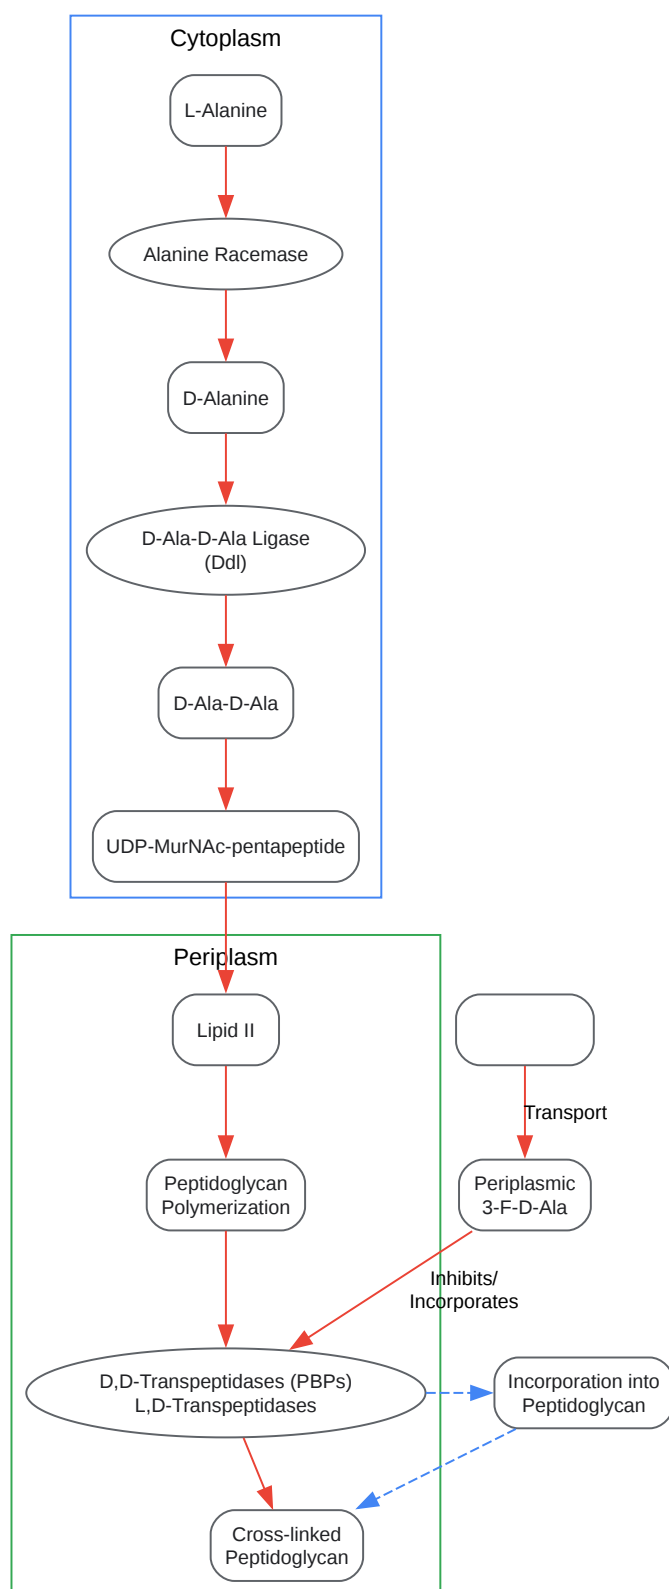 Cytoplasm
L-Alanine
Alanine Racemase
D-Alanine
D-Ala-D-Ala Ligase
(Ddl)
D-Ala-D-Ala
UDP-MurNAc-pentapeptide
Periplasm
Lipid II
Transport
Peptidoglycan
Polymerization
Periplasmic
3-F-D-Ala
Inhibits/
Incorporates
D,D-Transpeptidases (PBPs)
L,D-Transpeptidases
Incorporation into
Peptidoglycan
Cross-linked
Peptidoglycan